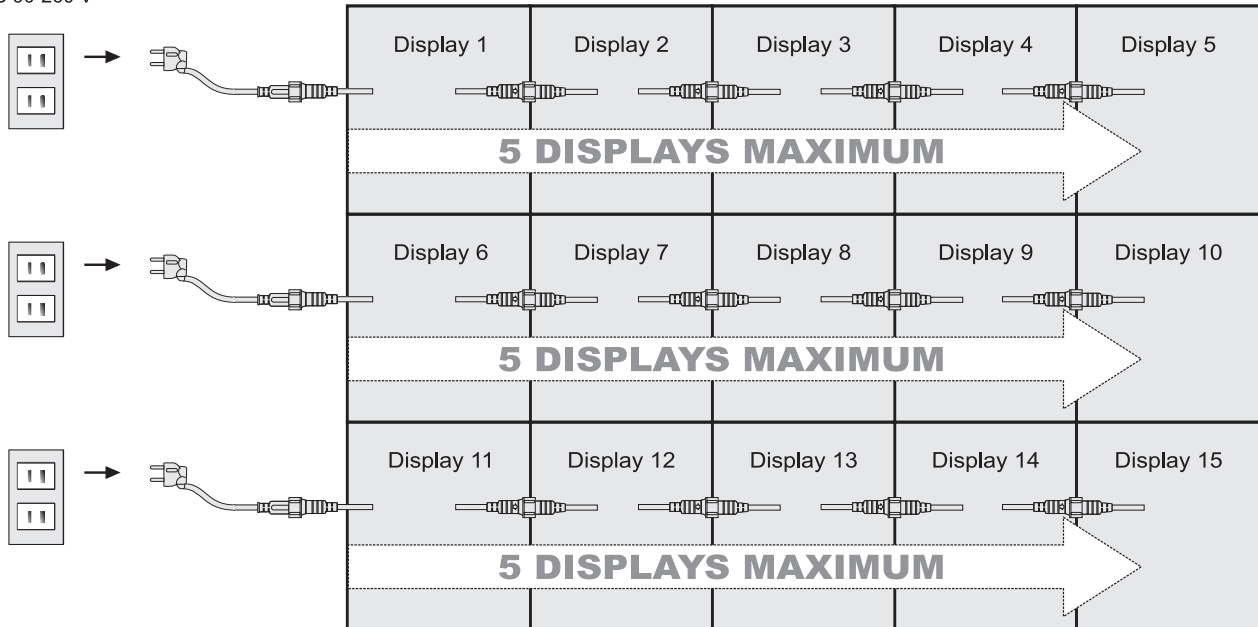 Display 1 Display 2 Display 3 Display 4 Display 5
5 DISPLAYS MAXIMUM
Display 6 Display 7 Display 8 Display 9 Display 10
5 DISPLAYS MAXIMUM
Display 11 Display 12 Display 13 Display 14 Display 15
5 DISPLAYS MAXIMUM